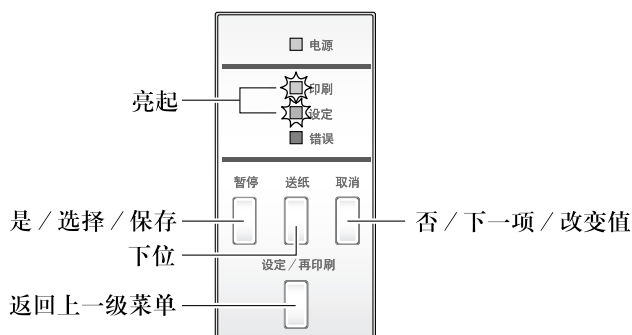 电源
印刷
亮起
设定
错误
暂停 送纸 取消
是／选择／保存
否／下一项／改变值
下位
设定／再印刷
返回上一级菜单